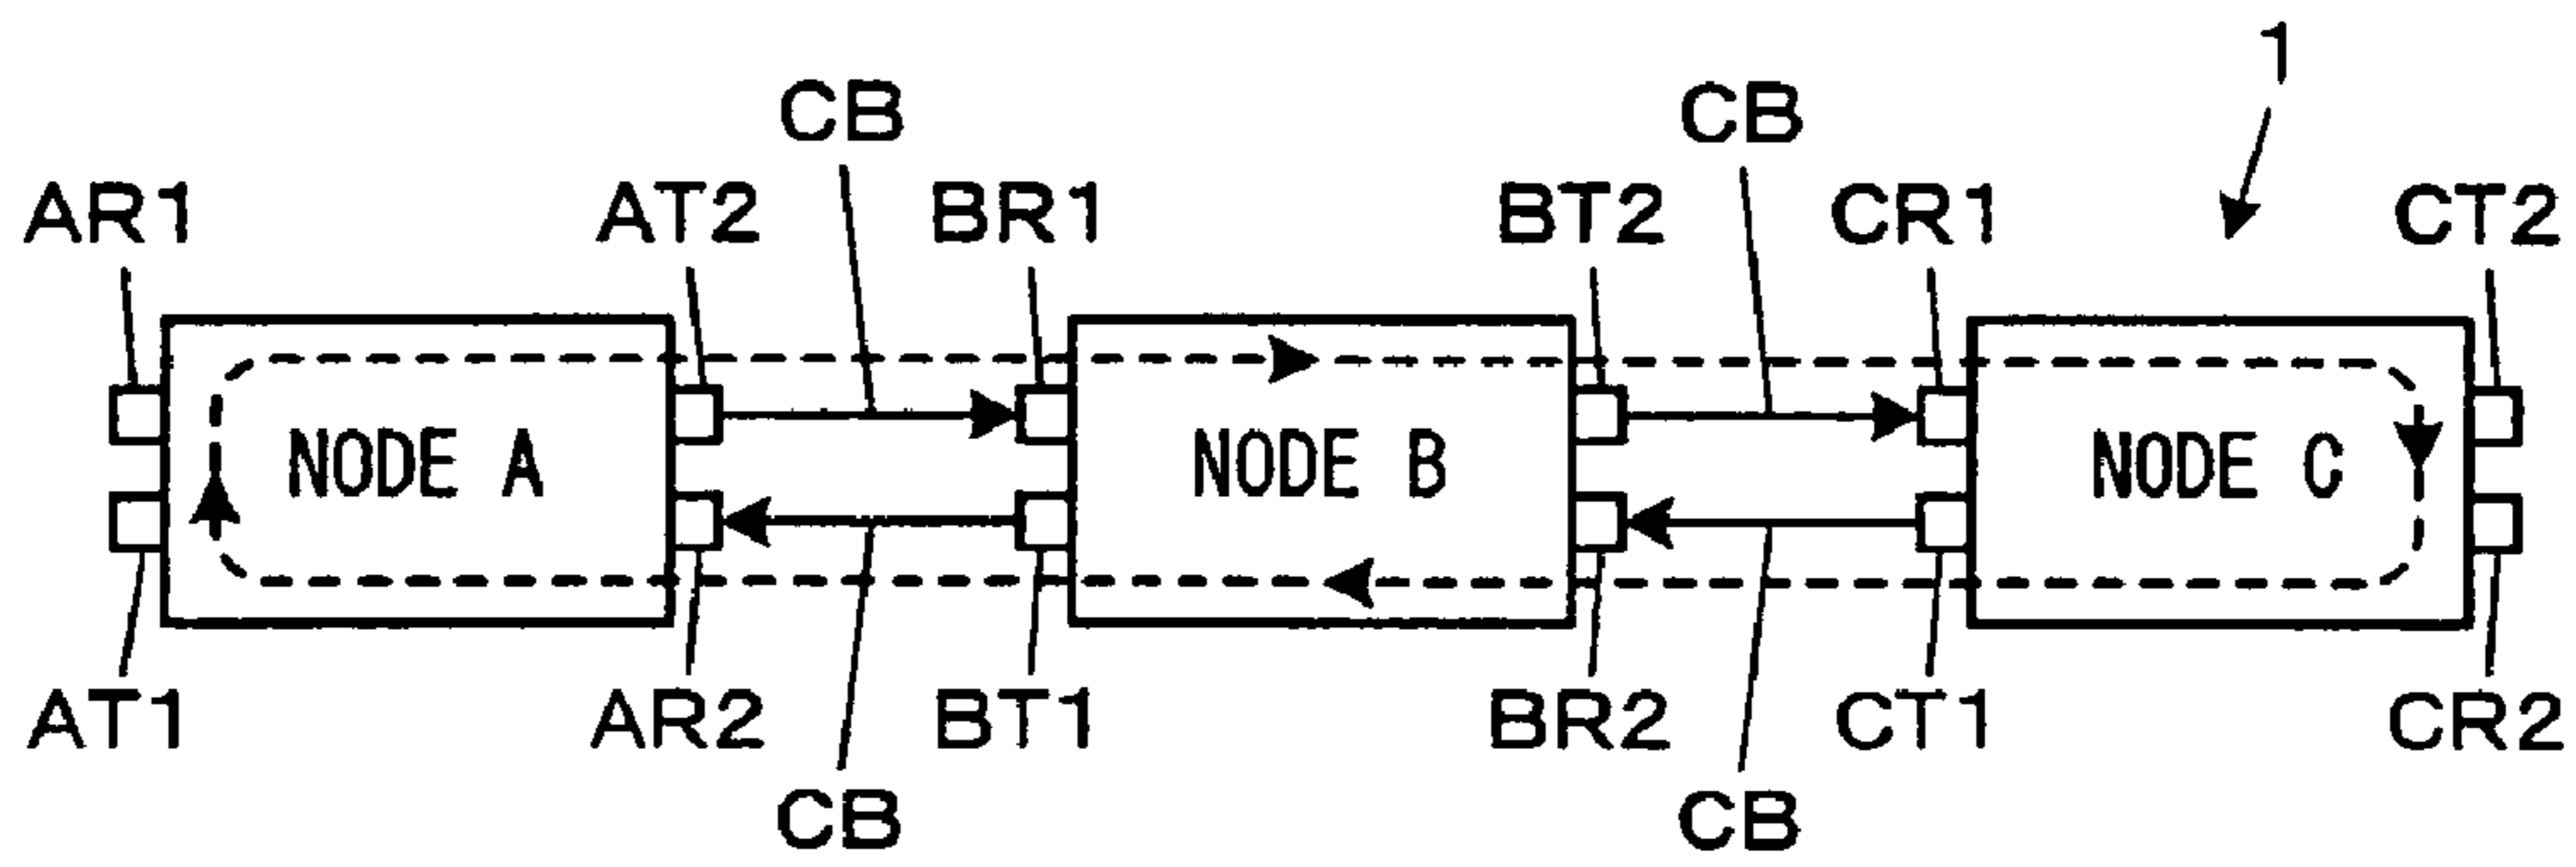 1
CB CB
AR1 AT2 BR1 BT2 CR1 CT2
NODE A NODE B NODE C
AT1 AR2 BT1 BR2 CT1 CR2
CB CB